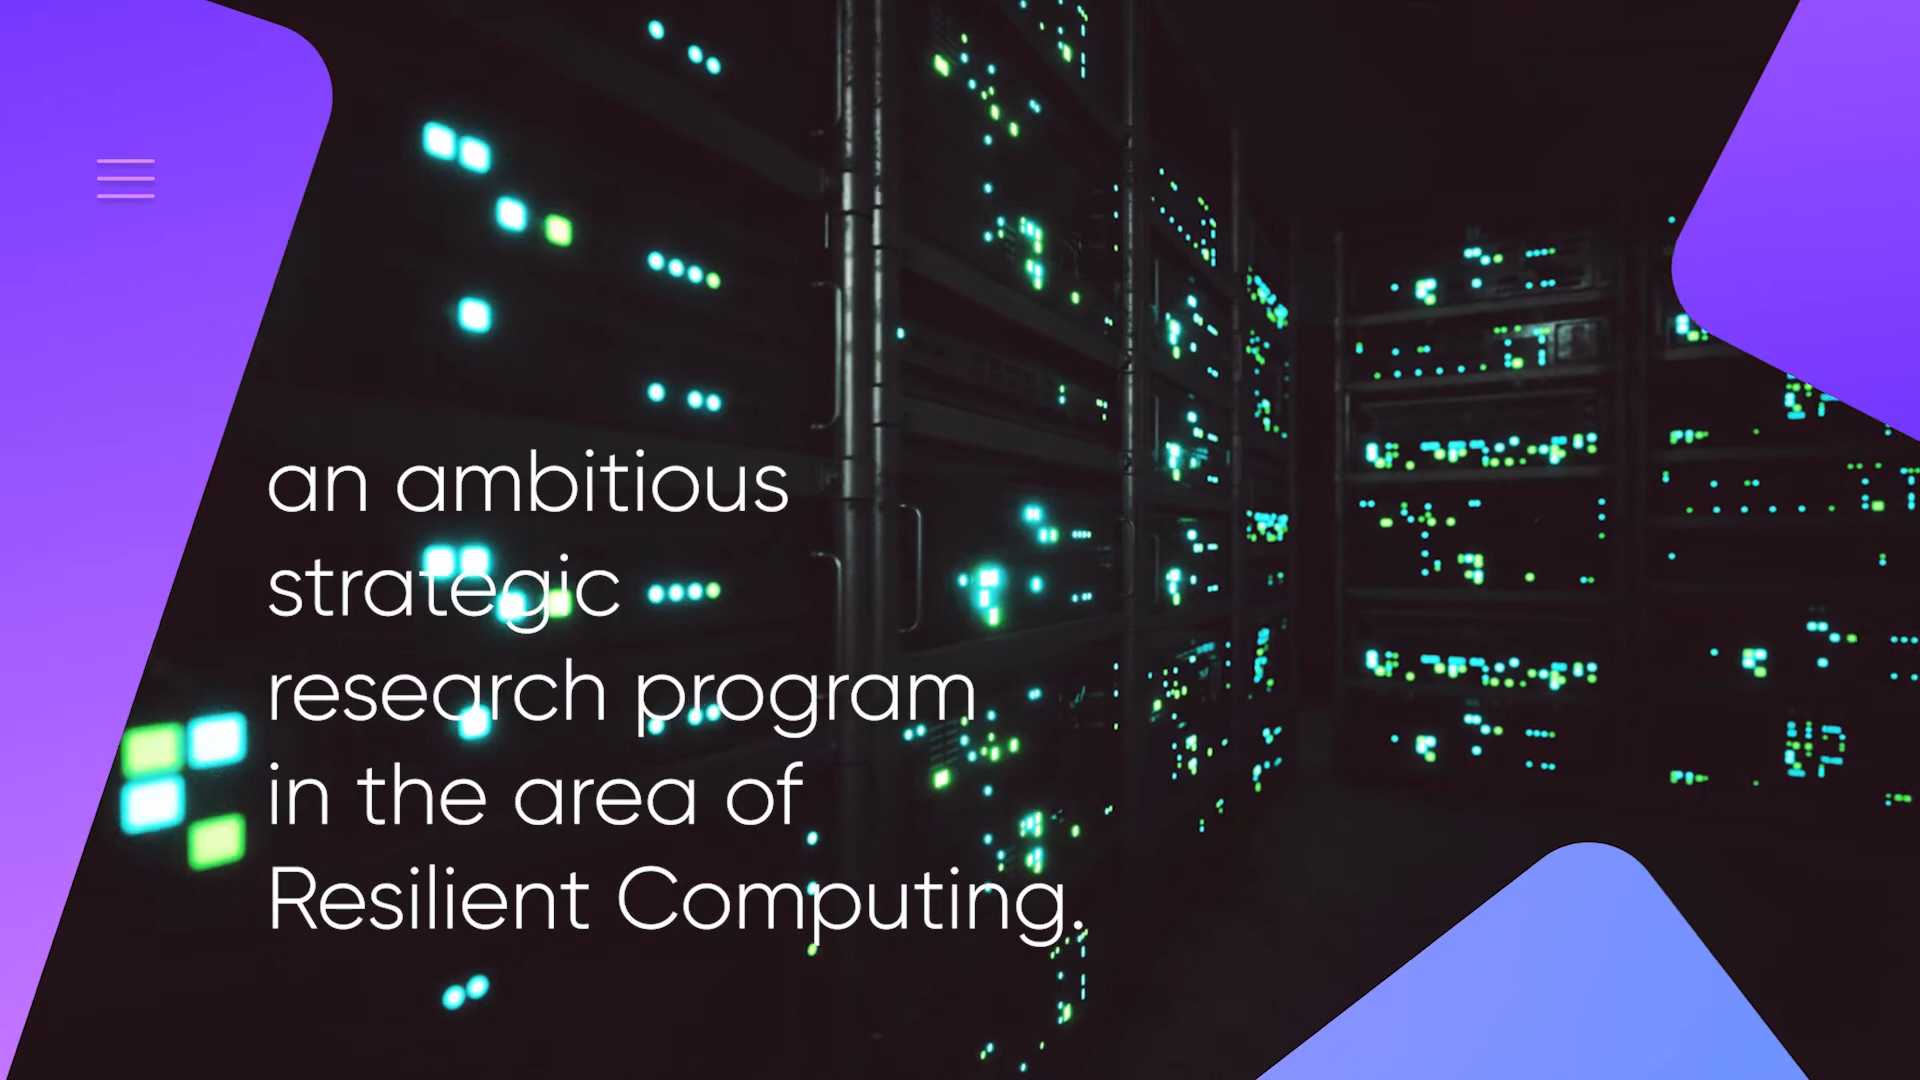 an ambitious
strategic
research program
in the area of
Resilient Computing.